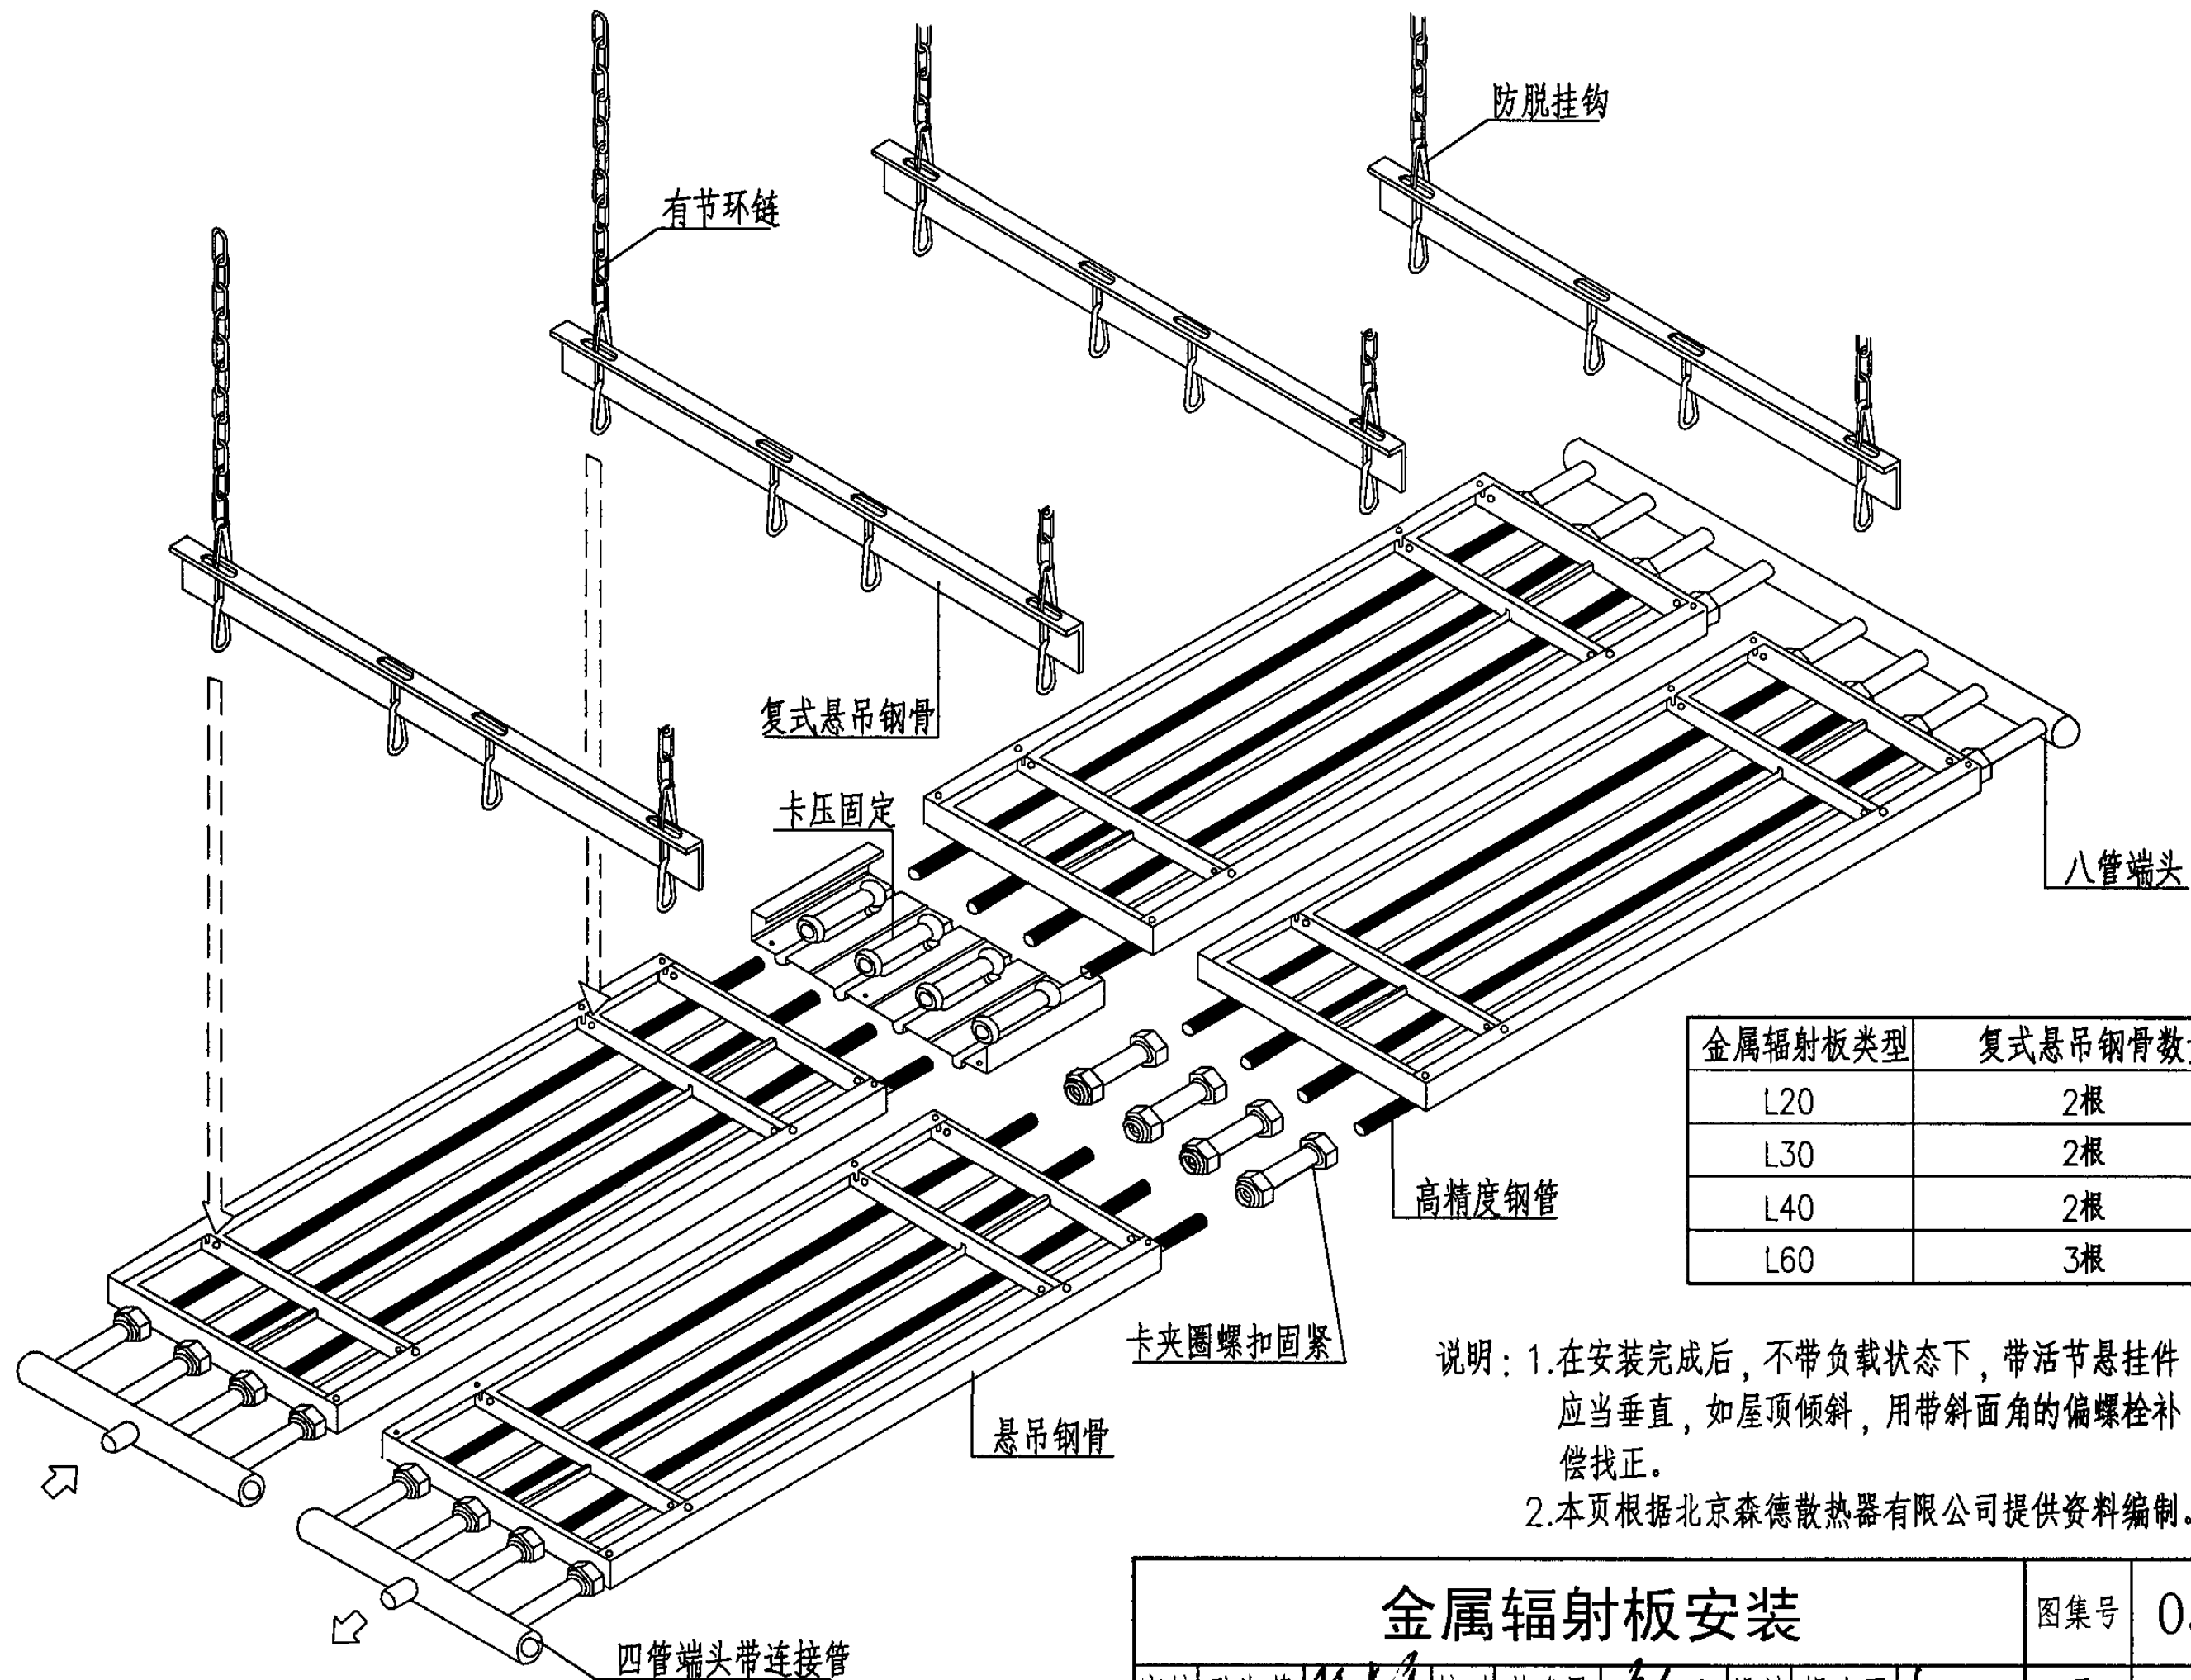 防脱挂钩
有节环链
复式悬吊钢骨
卡压固定
八管端头
金属辐射板类型 复式悬吊钢骨数
L20 2根
L30 2根
L40 2根
L60 3根
高精度钢管
卡夹圈螺扣固紧
悬吊钢骨
四管端头带连接管
说明：1.在安装完成后，不带负载状态下，带活节悬挂件
应当垂直，如屋顶倾斜，用带斜面角的偏螺栓补
偿找正。
2.本页根据北京森德散热器有限公司提供资料编制。
金属辐射板安装 图集号